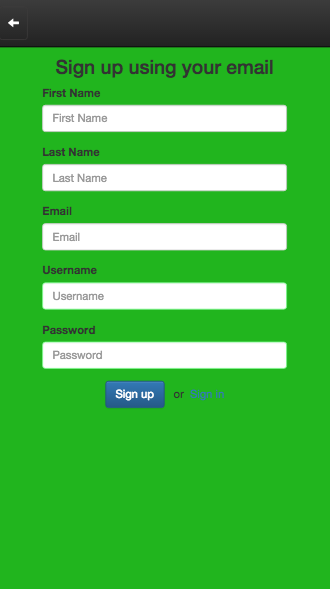 Sign up using your email
First Name
First Name
Last Name
Last Name
Email
Email
Username
Username
Password
Password
Sign up or Sign In